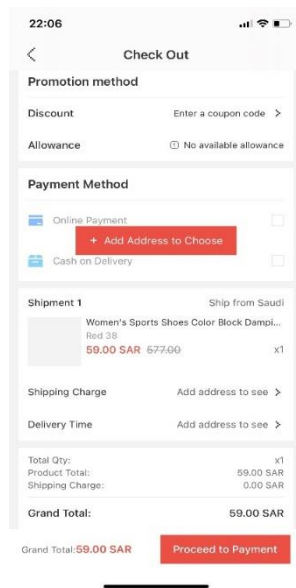 22:06
Check Out
Promotion method
Discount Enter a coupon code >
Allowance No available allowance
Payment Method
Online Payment
+ Add Address to Choose
Cash on Delivery
Shipment 1 Ship from Saudi
Women's Sports Shoes Color Block Dampi...
Red 38
59.00 SAR 677.00 x1
Shipping Charge Add address to see >
Delivery Time Add address to see >
Total Qty: x1
Product Total: 59.00 SAR
Shipping Charge: 0.00 SAR
Grand Total: 59.00 SAR
Grand Total:59.00 SAR Proceed to Payment